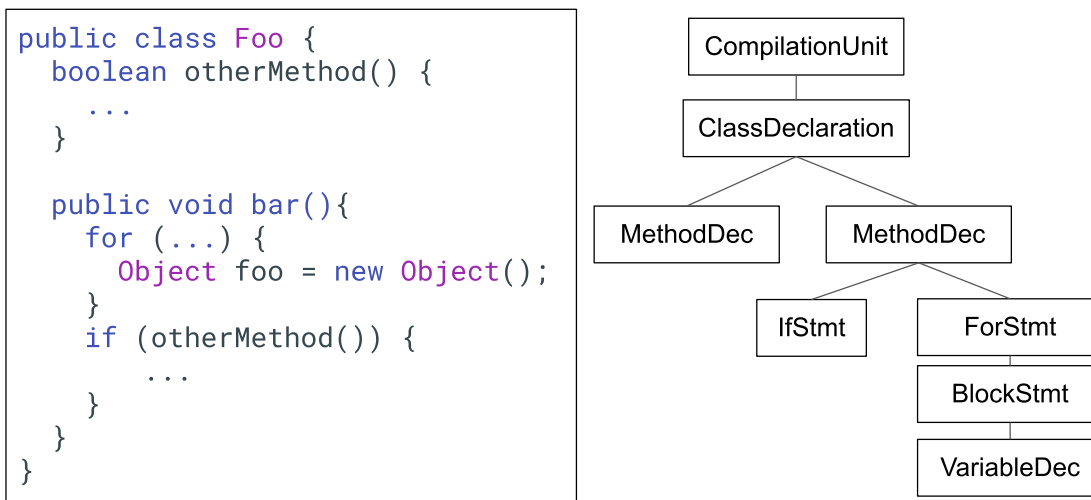 public class Foo {
boolean otherMethod() {
...
}
public void bar(){
for (...) {
Object foo = new Object();
}
if (otherMethod()) {
...
}
}
}
CompilationUnit
ClassDeclaration
MethodDec
MethodDec
IfStmt
ForStmt
BlockStmt
VariableDec